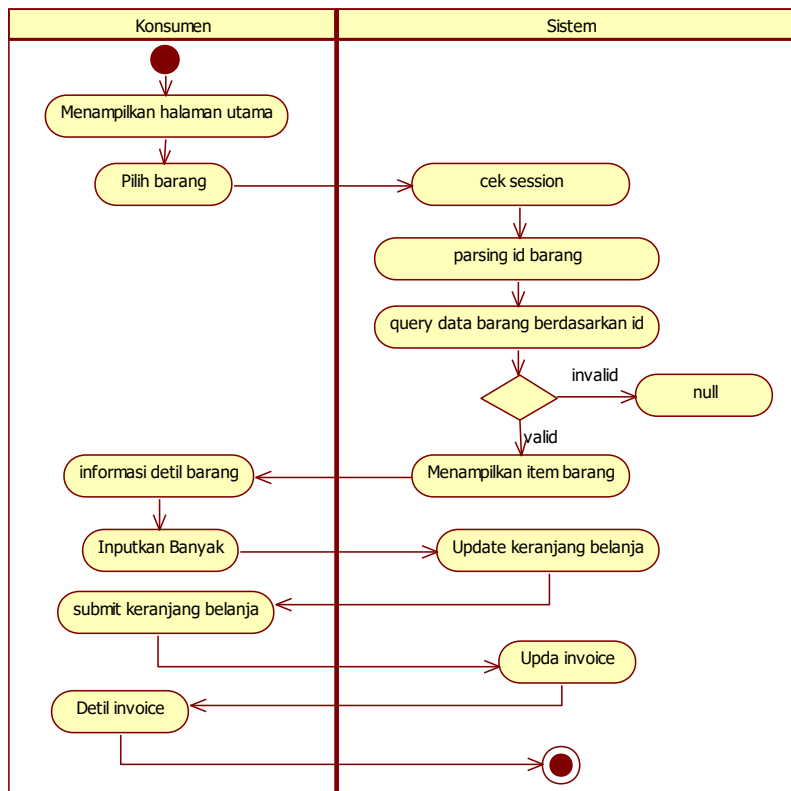 Konsumen
Sistem
Menampilkan halaman utama
Pilih barang
cek session
parsing id barang
query data barang berdasarkan id
invalid
null
valid
informasi detil barang
Menampilkan item barang
Inputkan Banyak
Update keranjang belanja
submit keranjang belanja
Upda invoice
Detil invoice